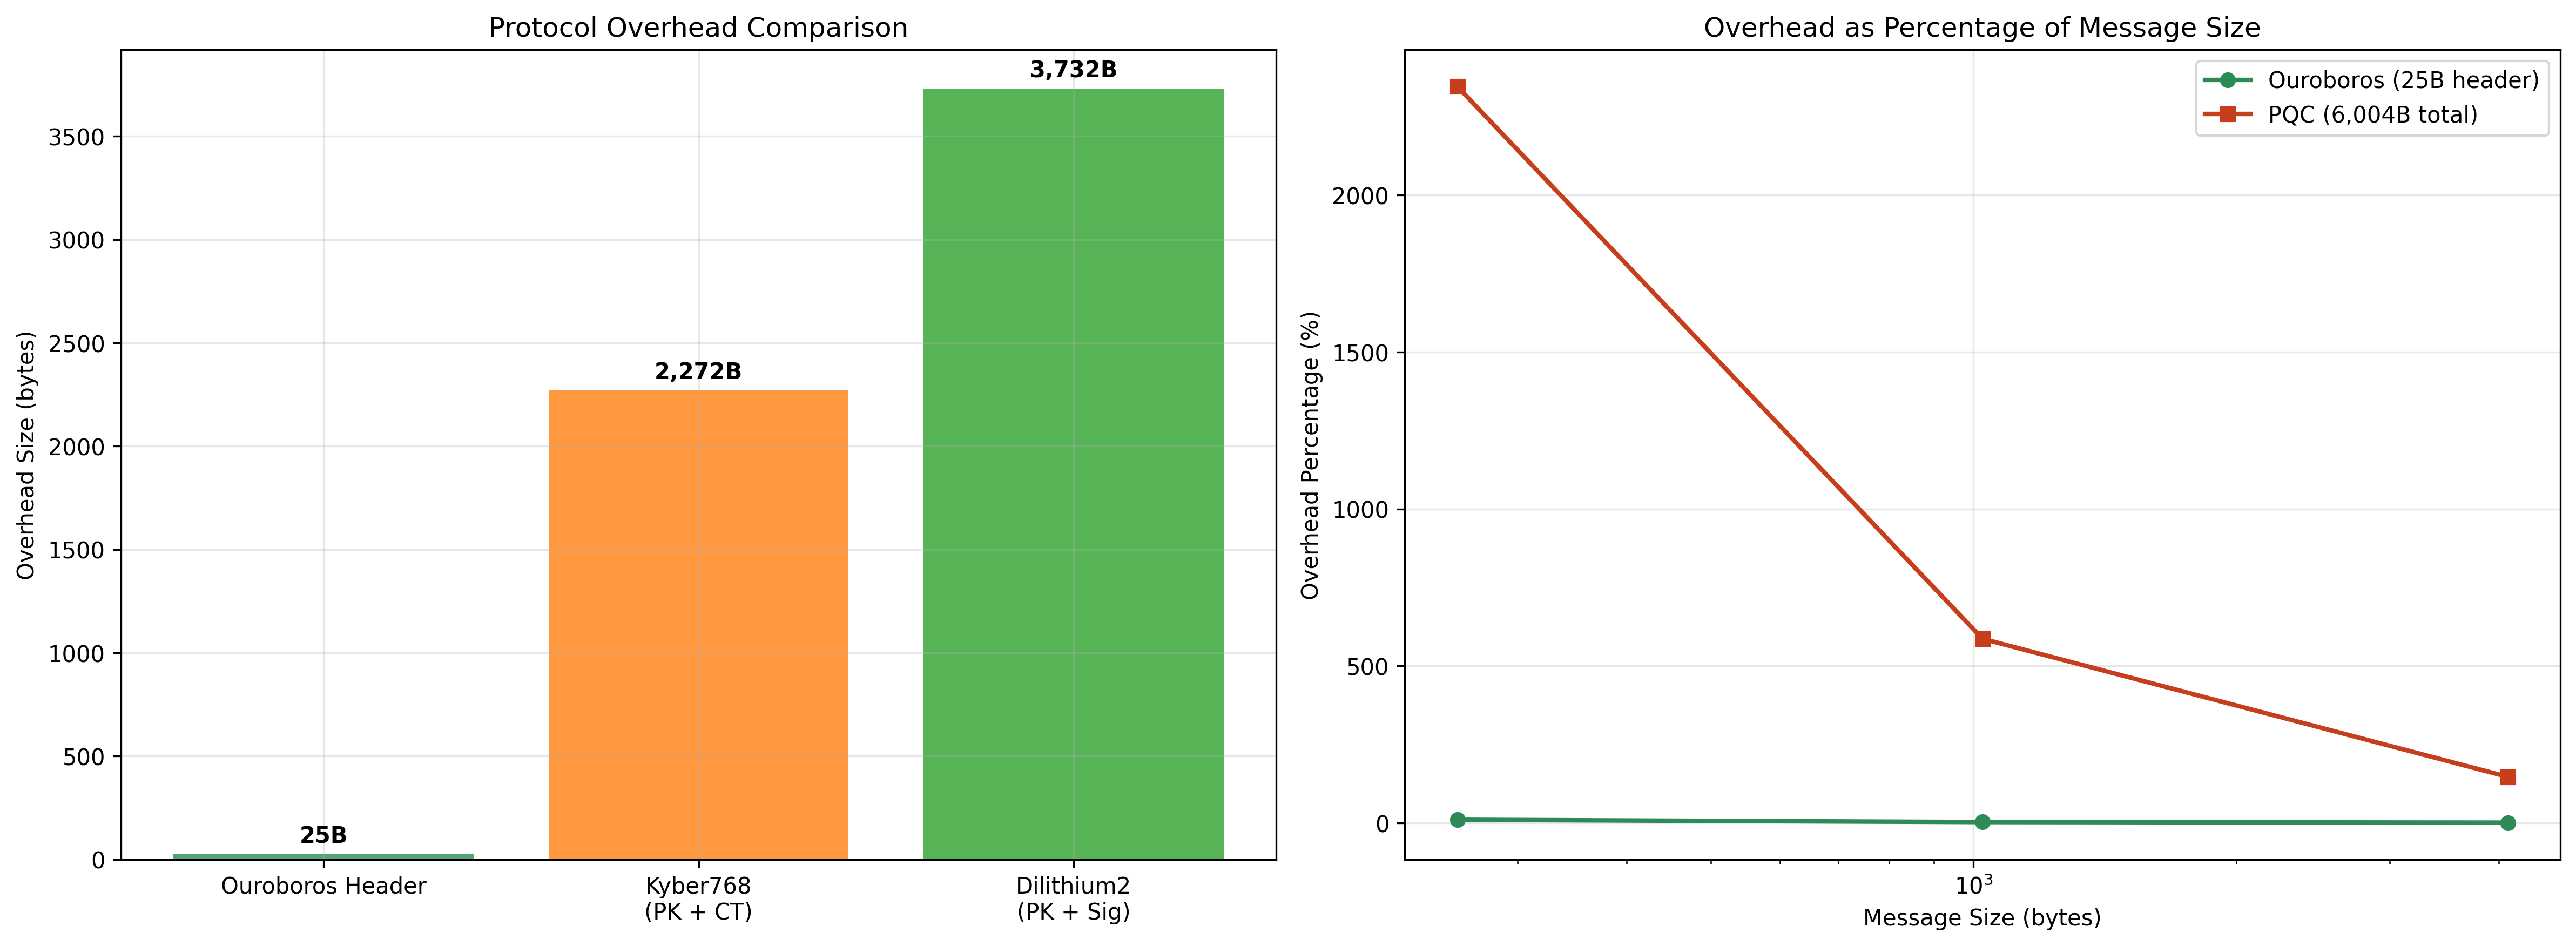 Protocol Overhead Comparison
Overhead Size (bytes)
3500
3000
2500
2000
1500
1000
500
0
25B
2,272B
3,732B
Ouroboros Header
Kyber768
(PK + CT)
Dilithium2
(PK + Sig)
Overhead as Percentage of Message Size
Overhead Percentage (%)
2000
1500
1000
500
0
Ouroboros (25B header)
PQC (6,004B total)
10³
Message Size (bytes)